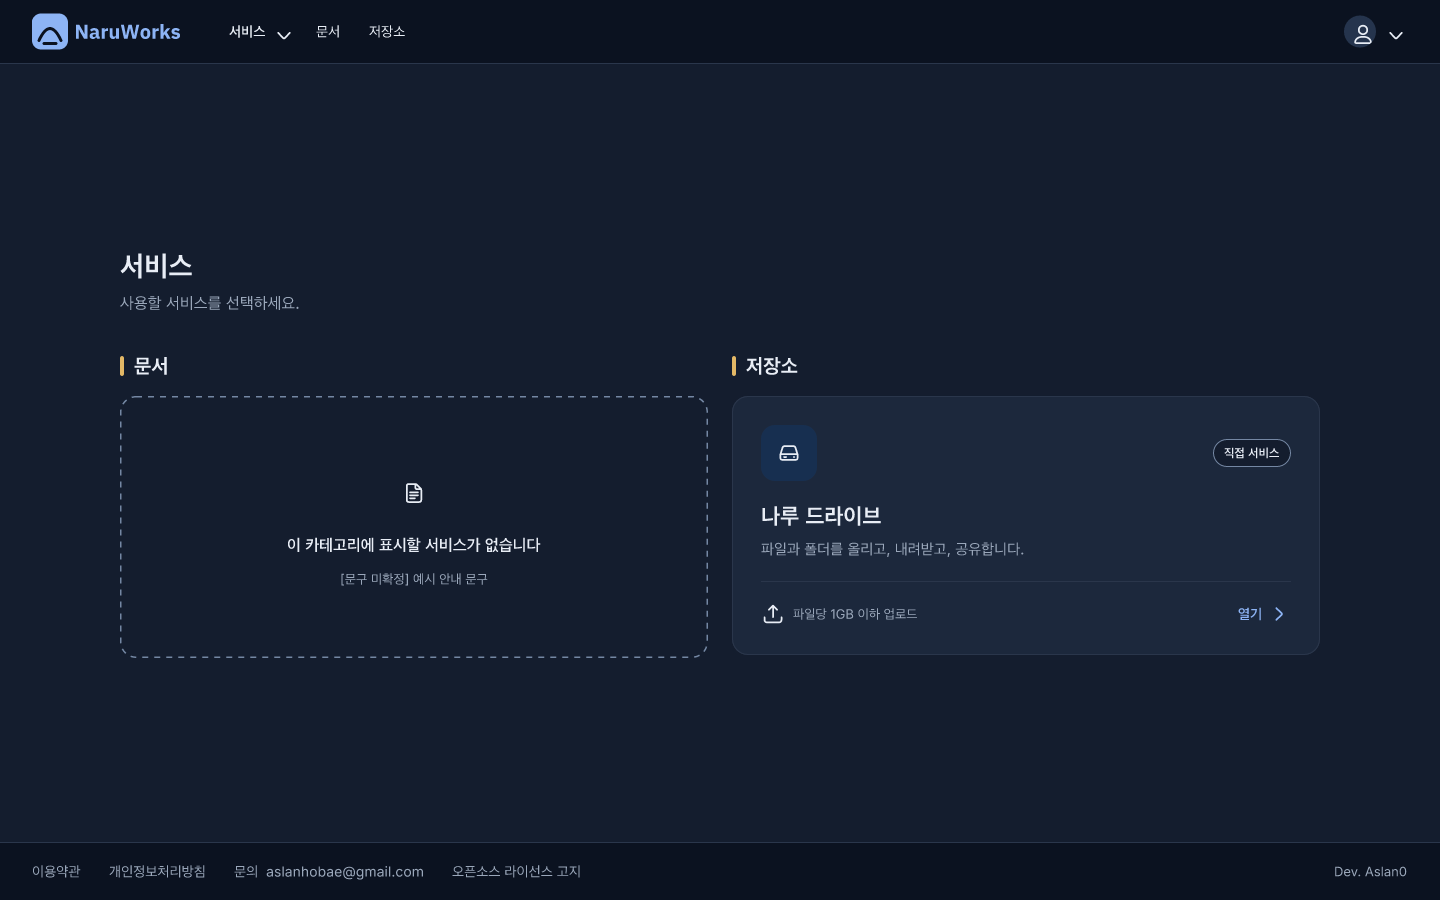 NaruWorks
서비스
문서
저장소
서비스
사용할 서비스를 선택하세요.
문서
이 카테고리에 표시할 서비스가 없습니다
[문구 미확정] 예시 안내 문구
저장소
직접 서비스
나루 드라이브
파일과 폴더를 올리고, 내려받고, 공유합니다.
파일당 1GB 이하 업로드
열기
이용약관
개인정보처리방침
문의 aslanhobae@gmail.com
오픈소스 라이선스 고지
Dev. Aslan0